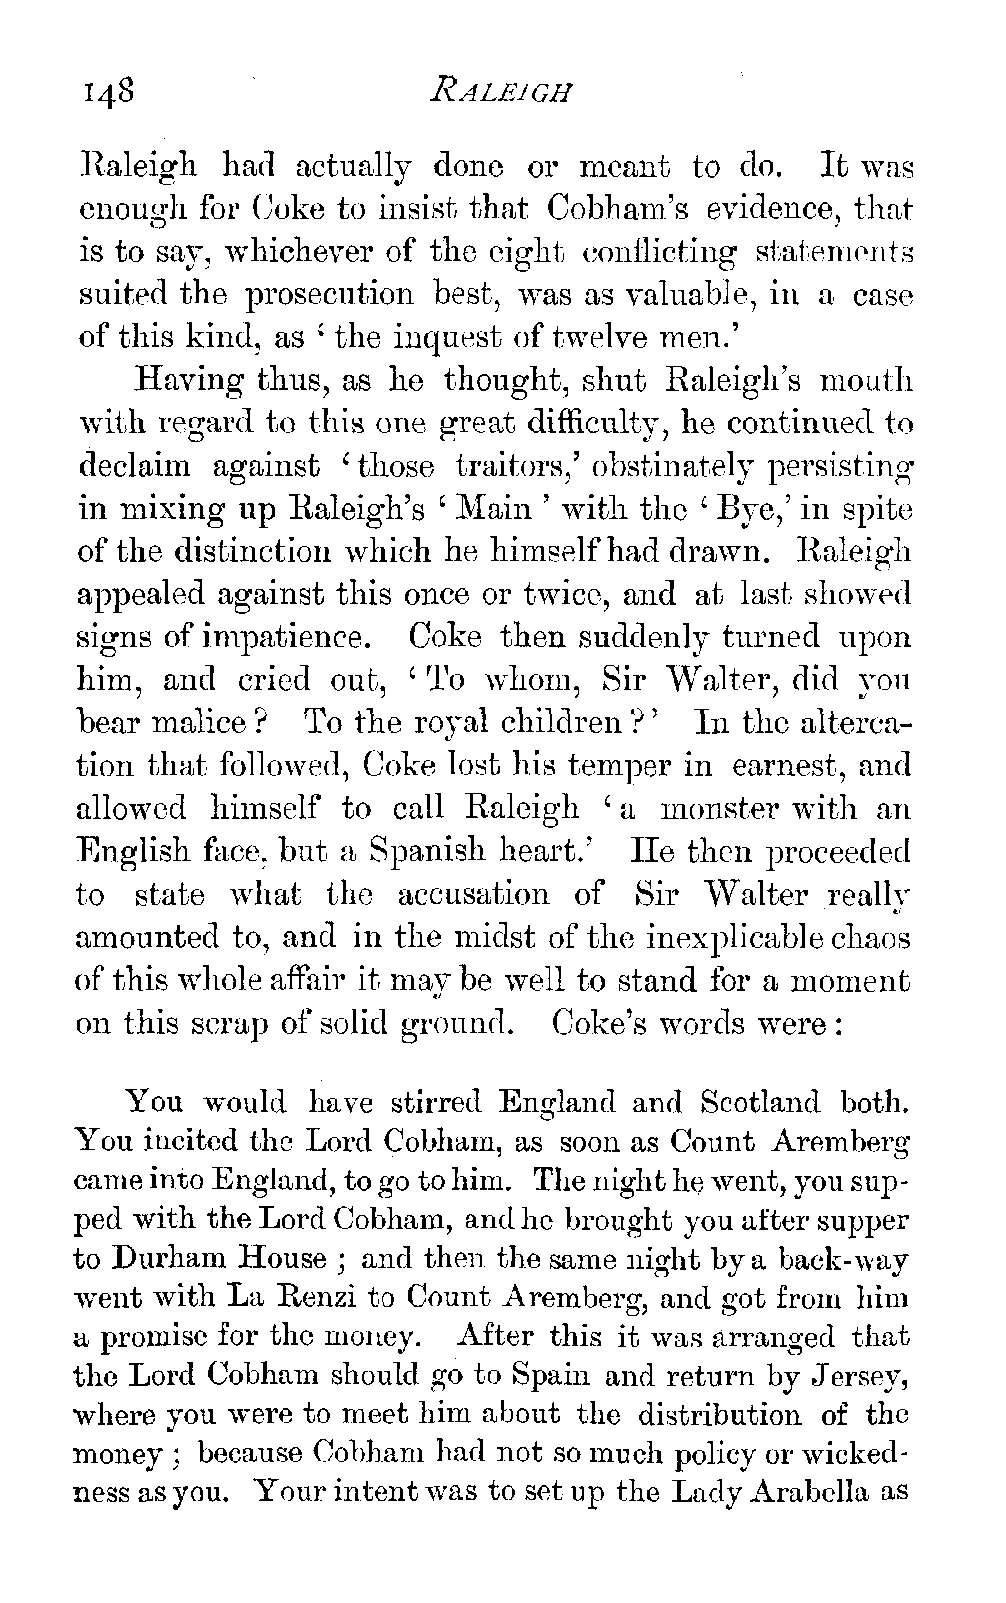 148 RALEIGH
Raleigh had actually done or meant to do. It was
enough for Coke to insist that Cobham's evidence, that
is to say, whichever of the eight conflicting statements
suited the prosecution best, was as valuable, in a case
of this kind, as ‘ the inquest of twelve men.’
Having thus, as he thought, shut Raleigh's mouth
with regard to this one great difficulty, he continued to
declaim against ‘those traitors,’ obstinately persisting
in mixing up Raleigh's ‘ Main ’ with the ‘ Bye,’ in spite
of the distinction which he himself had drawn. Raleigh
appealed against this once or twice, and at last showed
signs of impatience. Coke then suddenly turned upon
him, and cried out, ‘ To whom, Sir Walter, did you
bear malice ? To the royal children ? ’ In the alterca-
tion that followed, Coke lost his temper in earnest, and
allowed himself to call Raleigh ‘ a monster with an
English face, but a Spanish heart.’ He then proceeded
to state what the accusation of Sir Walter really
amounted to, and in the midst of the inexplicable chaos
of this whole affair it may be well to stand for a moment
on this scrap of solid ground. Coke's words were :
You would have stirred England and Scotland both.
You incited the Lord Cobham, as soon as Count Aremberg
came into England, to go to him. The night he went, you sup-
ped with the Lord Cobham, and he brought you after supper
to Durham House ; and then the same night by a back-way
went with La Renzi to Count Aremberg, and got from him
a promise for the money. After this it was arranged that
the Lord Cobham should go to Spain and return by Jersey,
where you were to meet him about the distribution of the
money ; because Cobham had not so much policy or wicked-
ness as you. Your intent was to set up the Lady Arabella as